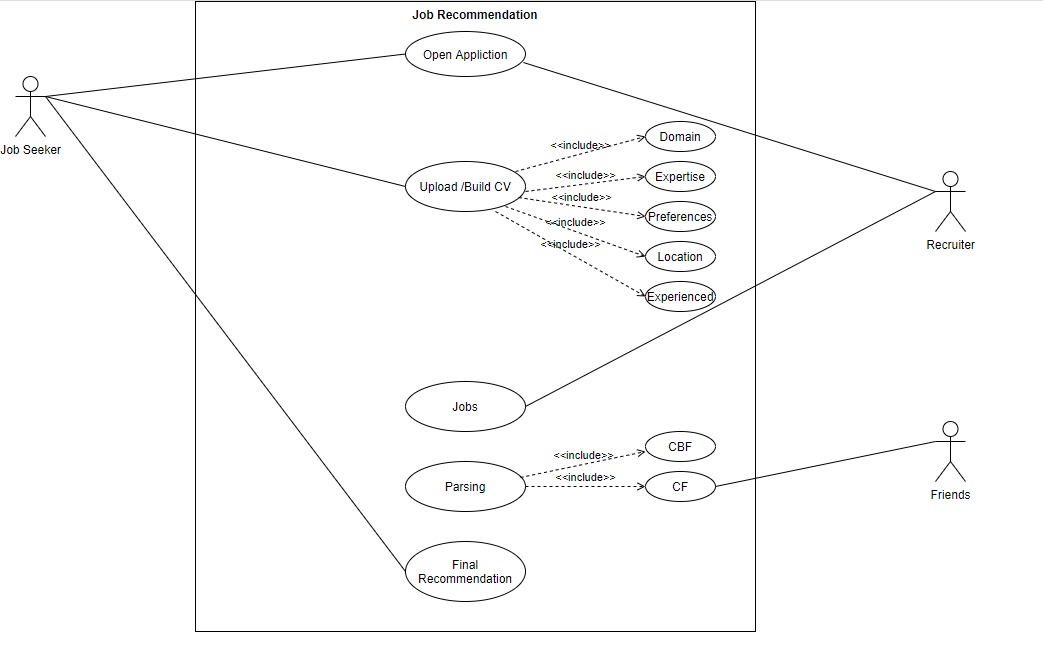 Job Recommendation
Open Appliction
Job Seeker
Domain
<<include>>
Expertise
<<include>>
Upload /Build CV
<<include>>
Preferences
<<include>>
<<include>>
Recruiter
Location
Experienced
Jobs
CBF
<<include>>
<<include>>
Parsing
CF
Friends
Final
Recommendation